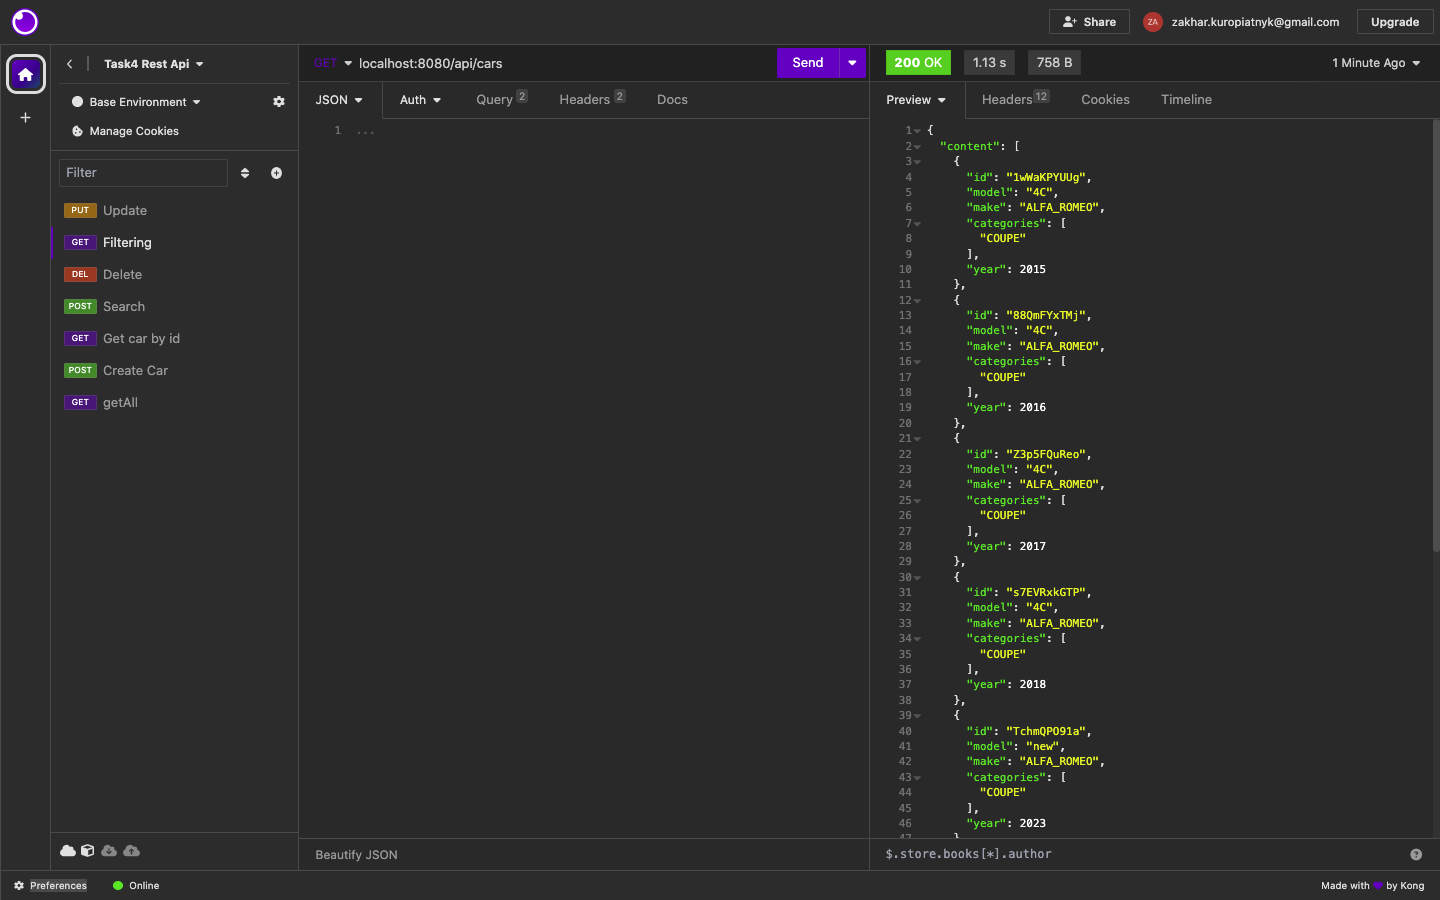 Share
ZA
zakhar.kuropiatnyk@gmail.com
Upgrade
Task4 Rest Api
Base Environment
Manage Cookies
Filter
PUT Update
GET Filtering
DEL Delete
POST Search
GET Get car by id
POST Create Car
GET getAll
GET localhost:8080/api/cars
Send
JSON
Auth
Query 2
Headers 2
Docs
1 ...
Beautify JSON
200 OK
1.13 s
758 B
1 Minute Ago
Preview
Headers 12
Cookies
Timeline
1 {
2 "content": [
3 {
4 "id": "1wWaKPYUUg",
5 "model": "4C",
6 "make": "ALFA_ROMEO",
7 "categories": [
8 "COUPE"
9 ],
10 "year": 2015
11 },
12 {
13 "id": "88QmFYxTMj",
14 "model": "4C",
15 "make": "ALFA_ROMEO",
16 "categories": [
17 "COUPE"
18 ],
19 "year": 2016
20 },
21 {
22 "id": "Z3p5FQuReo",
23 "model": "4C",
24 "make": "ALFA_ROMEO",
25 "categories": [
26 "COUPE"
27 ],
28 "year": 2017
29 },
30 {
31 "id": "s7EVRxkGTP",
32 "model": "4C",
33 "make": "ALFA_ROMEO",
34 "categories": [
35 "COUPE"
36 ],
37 "year": 2018
38 },
39 {
40 "id": "TchmQPO91a",
41 "model": "new",
42 "make": "ALFA_ROMEO",
43 "categories": [
44 "COUPE"
45 ],
46 "year": 2023
47 }
$.store.books[*].author
Preferences
Online
Made with 💜 by Kong